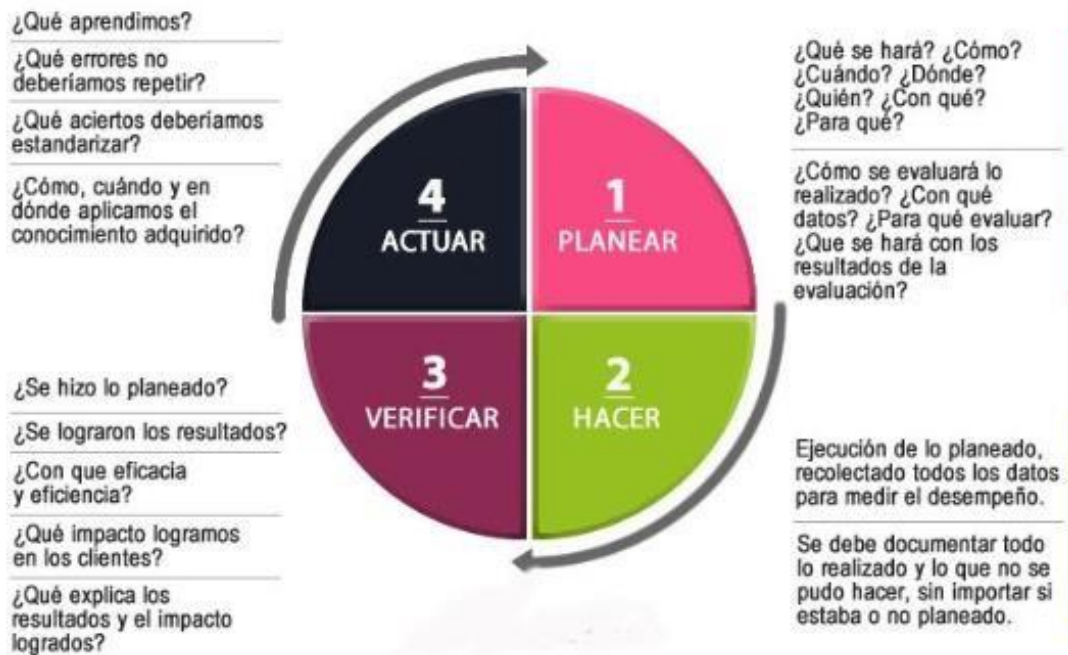 ¿Qué aprendimos?
¿Qué errores no
deberíamos repetir?
¿Qué aciertos deberíamos
estandarizar?
¿Cómo, cuándo y en
dónde aplicamos el
conocimiento adquirido?
4
ACTUAR
1
PLANEAR
¿Qué se hará? ¿Cómo?
¿Cuándo? ¿Dónde?
¿Quién? ¿Con qué?
¿Para qué?
¿Cómo se evaluará lo
realizado? ¿Con qué
datos? ¿Para qué evaluar?
¿Que se hará con los
resultados de la
evaluación?
¿Se hizo lo planeado?
¿Se lograron los resultados?
¿Con que eficacia
y eficiencia?
¿Qué impacto logramos
en los clientes?
¿Qué explica los
resultados y el impacto
logrados?
3
VERIFICAR
2
HACER
Ejecución de lo planeado,
recolectado todos los datos
para medir el desempeño.
Se debe documentar todo
lo realizado y lo que no se
pudo hacer, sin importar si
estaba o no planeado.